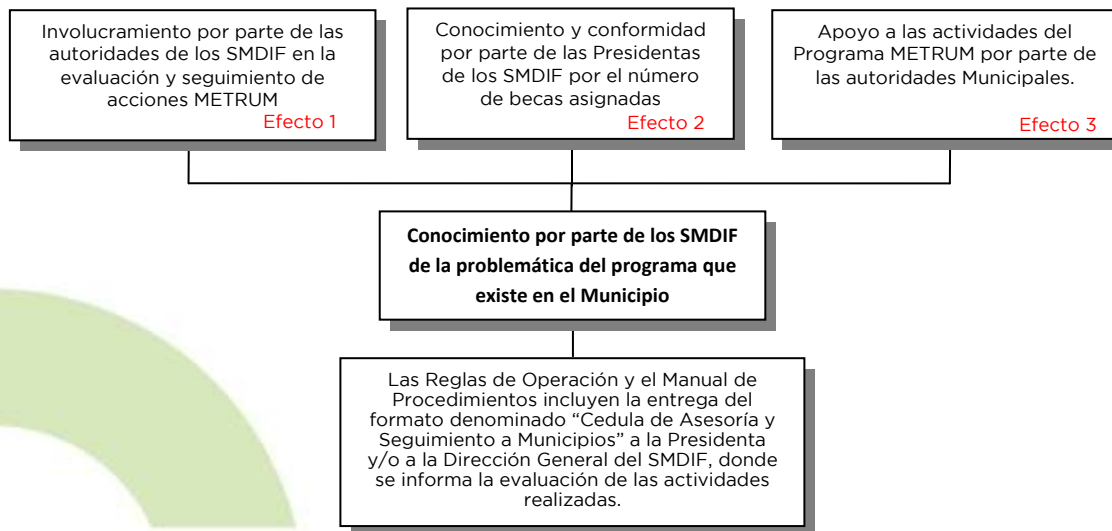 Involucramiento por parte de las
autoridades de los SMDIF en la
evaluación y seguimiento de
acciones METRUM
Efecto 1
Conocimiento y conformidad
por parte de las Presidentas
de los SMDIF por el número
de becas asignadas
Efecto 2
Apoyo a las actividades del
Programa METRUM por parte de
las autoridades Municipales.
Efecto 3
Conocimiento por parte de los SMDIF
de la problemática del programa que
existe en el Municipio
Las Reglas de Operación y el Manual de
Procedimientos incluyen la entrega del
formato denominado “Cedula de Asesoría y
Seguimiento a Municipios” a la Presidenta
y/o a la Dirección General del SMDIF, donde
se informa la evaluación de las actividades
realizadas.